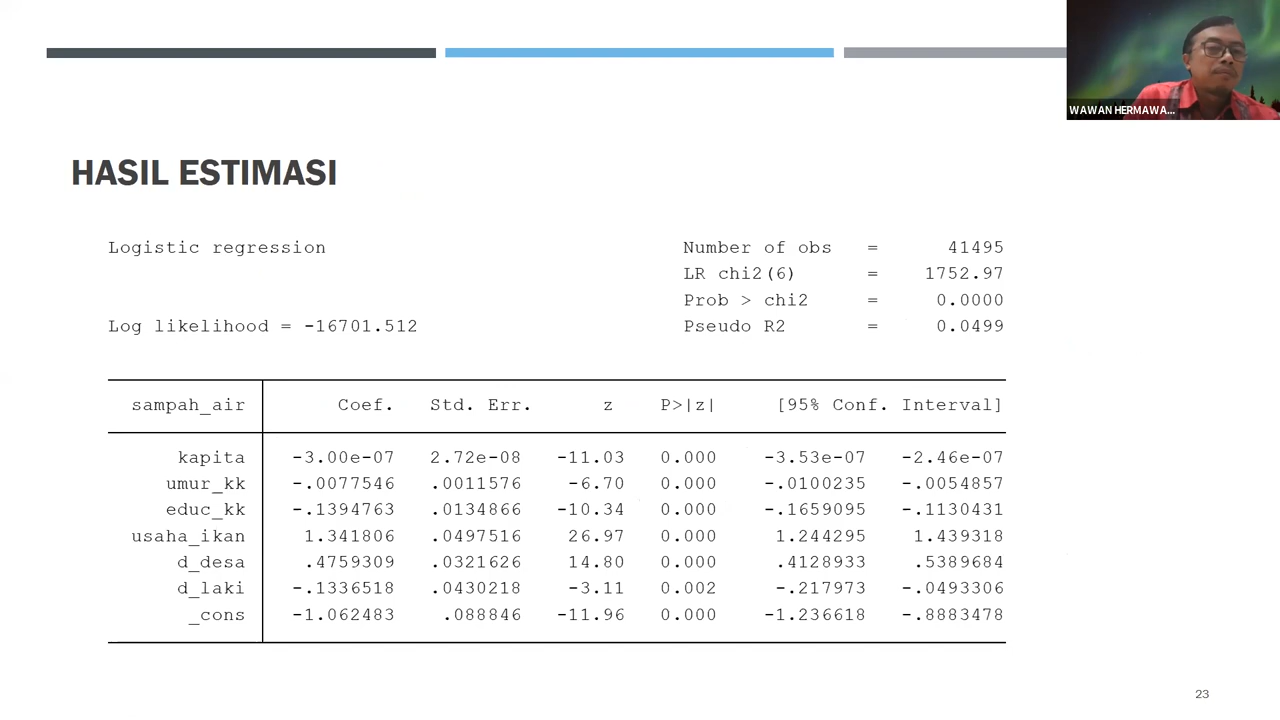 WAWAN HERMAWA...
HASIL ESTIMASI
Logistic regression Number of obs = 41495
LR chi2(6) = 1752.97
Prob > chi2 = 0.0000
Log likelihood = -16701.512 Pseudo R2 = 0.0499
sampah_air Coef. Std. Err. z P>|z| [95% Conf. Interval]
kapita -3.00e-07 2.72e-08 -11.03 0.000 -3.53e-07 -2.46e-07
umur_kk -.0077546 .0011576 -6.70 0.000 -.0100235 -.0054857
educ_kk -.1394763 .0134866 -10.34 0.000 -.1659095 -.1130431
usaha_ikan 1.341806 .0497516 26.97 0.000 1.244295 1.439318
d_desa .4759309 .0321626 14.80 0.000 .4128933 .5389684
d_laki -.1336518 .0430218 -3.11 0.002 -.217973 -.0493306
_cons -1.062483 .088846 -11.96 0.000 -1.236618 -.8883478
23